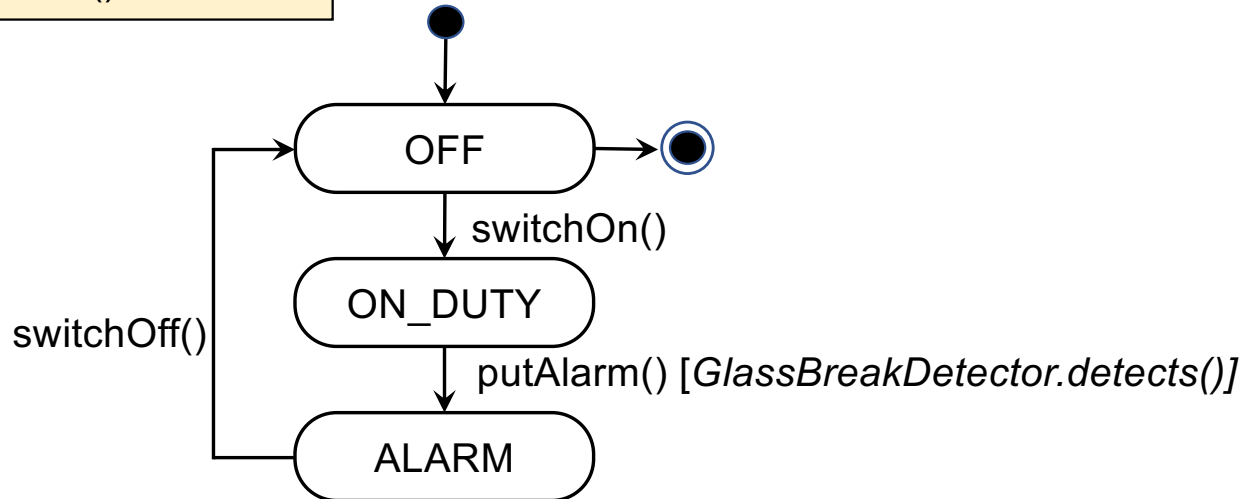 OFF
switchOn()
ON_DUTY
switchOff()
putAlarm() [GlassBreakDetector.detects()]
ALARM